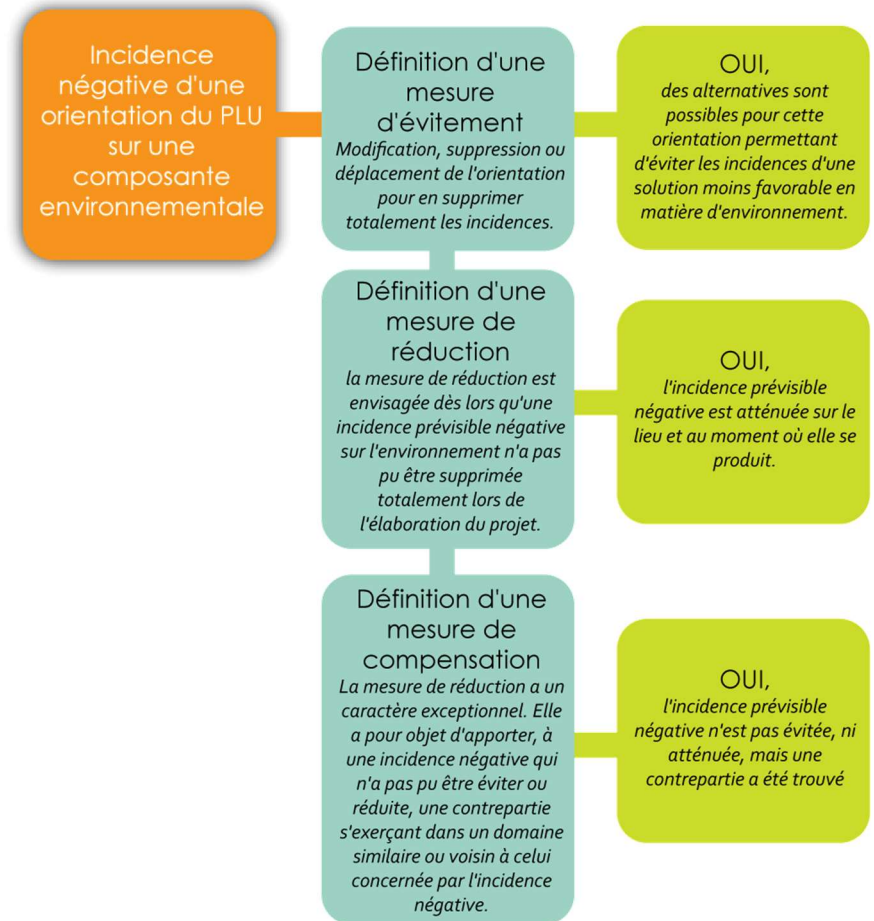 Incidence
négative d'une
orientation du PLU
sur une
composante
environnementale
Définition d'une
mesure
d'évitement
Modification, suppression ou
déplacement de l'orientation
pour en supprimer
totalement les incidences.
OUI,
des alternatives sont
possibles pour cette
orientation permettant
d'éviter les incidences d'une
solution moins favorable en
matière d'environnement.
Définition d'une
mesure de
réduction
la mesure de réduction est
envisagée dès lors qu'une
incidence prévisible négative
sur l'environnement n'a pas
pu être supprimée
totalement lors de
l'élaboration du projet.
OUI,
l'incidence prévisible
négative est atténuée sur le
lieu et au moment où elle se
produit.
Définition d'une
mesure de
compensation
La mesure de réduction a un
caractère exceptionnel. Elle
a pour objet d'apporter, à
une incidence négative qui
n'a pas pu être éviter ou
réduite, une contrepartie
s'exerçant dans un domaine
similaire ou voisin à celui
concernée par l'incidence
négative.
OUI,
l'incidence prévisible
négative n'est pas évitée, ni
atténuée, mais une
contrepartie a été trouvé